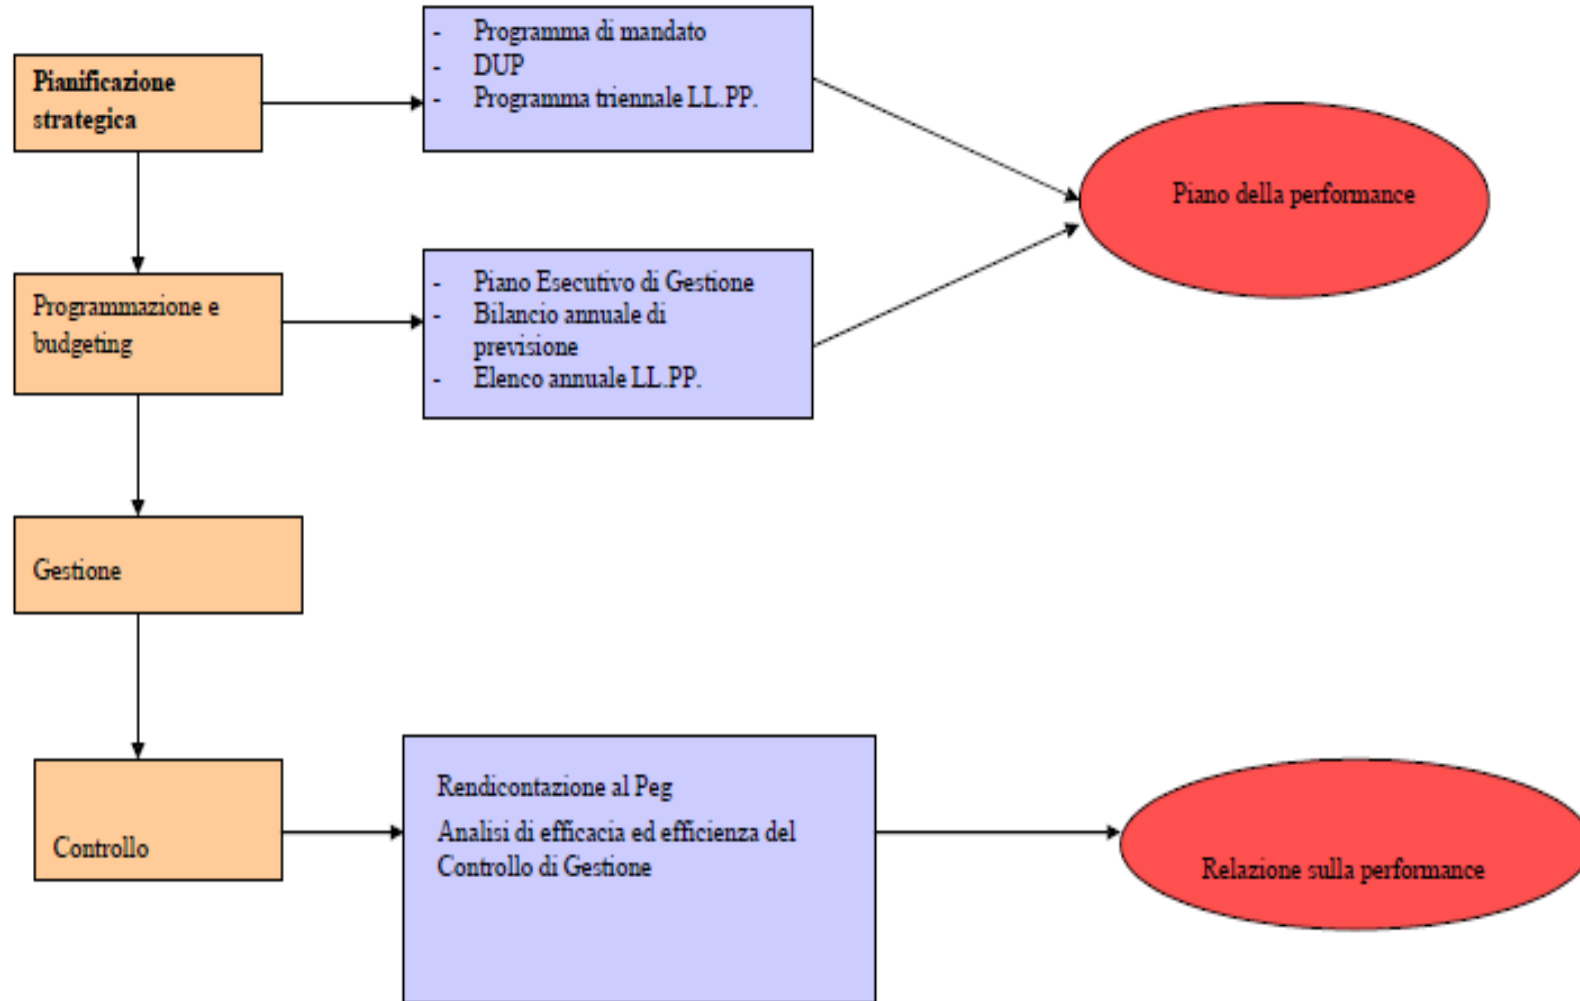 Pianificazione
strategica
- Programma di mandato
- DUP
- Programma triennale LL.PP.
Piano della performance
Programmazione e
budgeting
- Piano Esecutivo di Gestione
- Bilancio annuale di
previsione
- Elenco annuale LL.PP.
Gestione
Controllo
Rendicontazione al Peg
Analisi di efficacia ed efficienza del
Controllo di Gestione
Relazione sulla performance